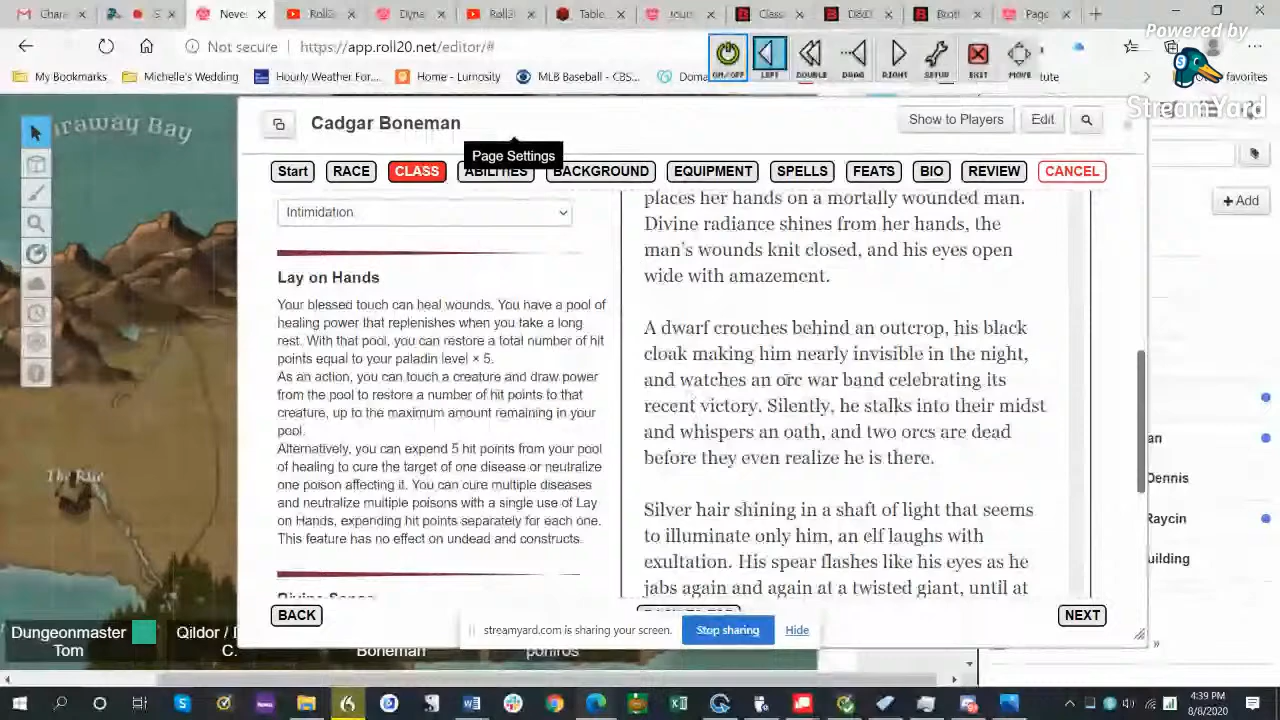 Powered by
StreamYard
Not secure
https://app.roll20.net/editor/#
My Bookmarks
Michelle's Wedding
Hourly Weather For...
Home - Lumosity
MLB Baseball - CBS...
favorites
ON/OFF
LEFT
DOUBLE
DRAG
RIGHT
SETUP
EXIT
MOVE
Cadgar Boneman
Show to Players
Edit
Page Settings
Start
RACE
CLASS
ABILITIES
BACKGROUND
EQUIPMENT
SPELLS
FEATS
BIO
REVIEW
CANCEL
Add
Intimidation
Lay on Hands
Your blessed touch can heal wounds. You have a pool of
healing power that replenishes when you take a long
rest. With that pool, you can restore a total number of hit
points equal to your paladin level × 5.
As an action, you can touch a creature and draw power
from the pool to restore a number of hit points to that
creature, up to the maximum amount remaining in your
pool.
Alternatively, you can expend 5 hit points from your pool
of healing to cure the target of one disease or neutralize
one poison affecting it. You can cure multiple diseases
and neutralize multiple poisons with a single use of Lay
on Hands, expending hit points separately for each one.
This feature has no effect on undead and constructs.
places her hands on a mortally wounded man.
Divine radiance shines from her hands, the
man's wounds knit closed, and his eyes open
wide with amazement.
A dwarf crouches behind an outcrop, his black
cloak making him nearly invisible in the night,
and watches an orc war band celebrating its
recent victory. Silently, he stalks into their midst
and whispers an oath, and two orcs are dead
before they even realize he is there.
Silver hair shining in a shaft of light that seems
to illuminate only him, an elf laughs with
exultation. His spear flashes like his eyes as he
jabs again and again at a twisted giant, until at
Dennis
Raycin
BACK
NEXT
streamyard.com is sharing your screen.
Stop sharing
Hide
Dungeonmaster
Tom
Qildor /
C.
Boneman
4:39 PM
8/8/2020